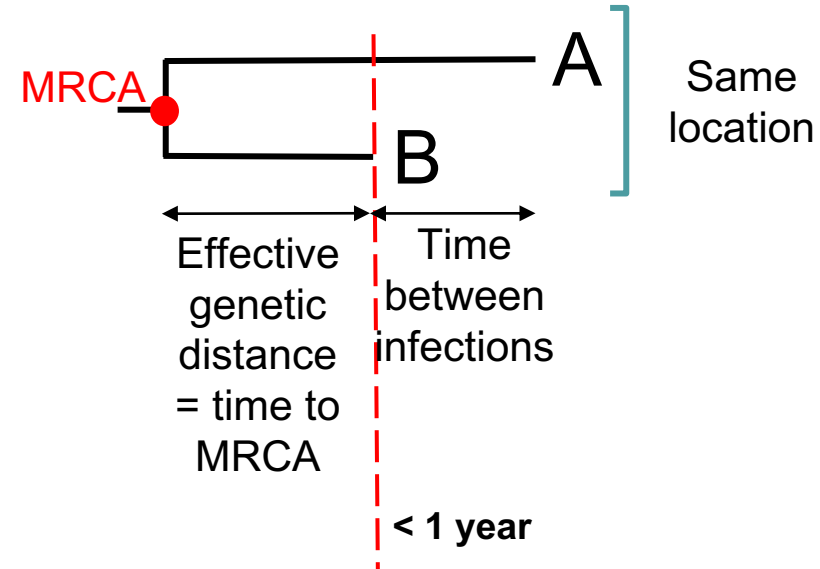 MRCA
A
B
Same
location
Effective
genetic
distance
= time to
MRCA
Time
between
infections
< 1 year